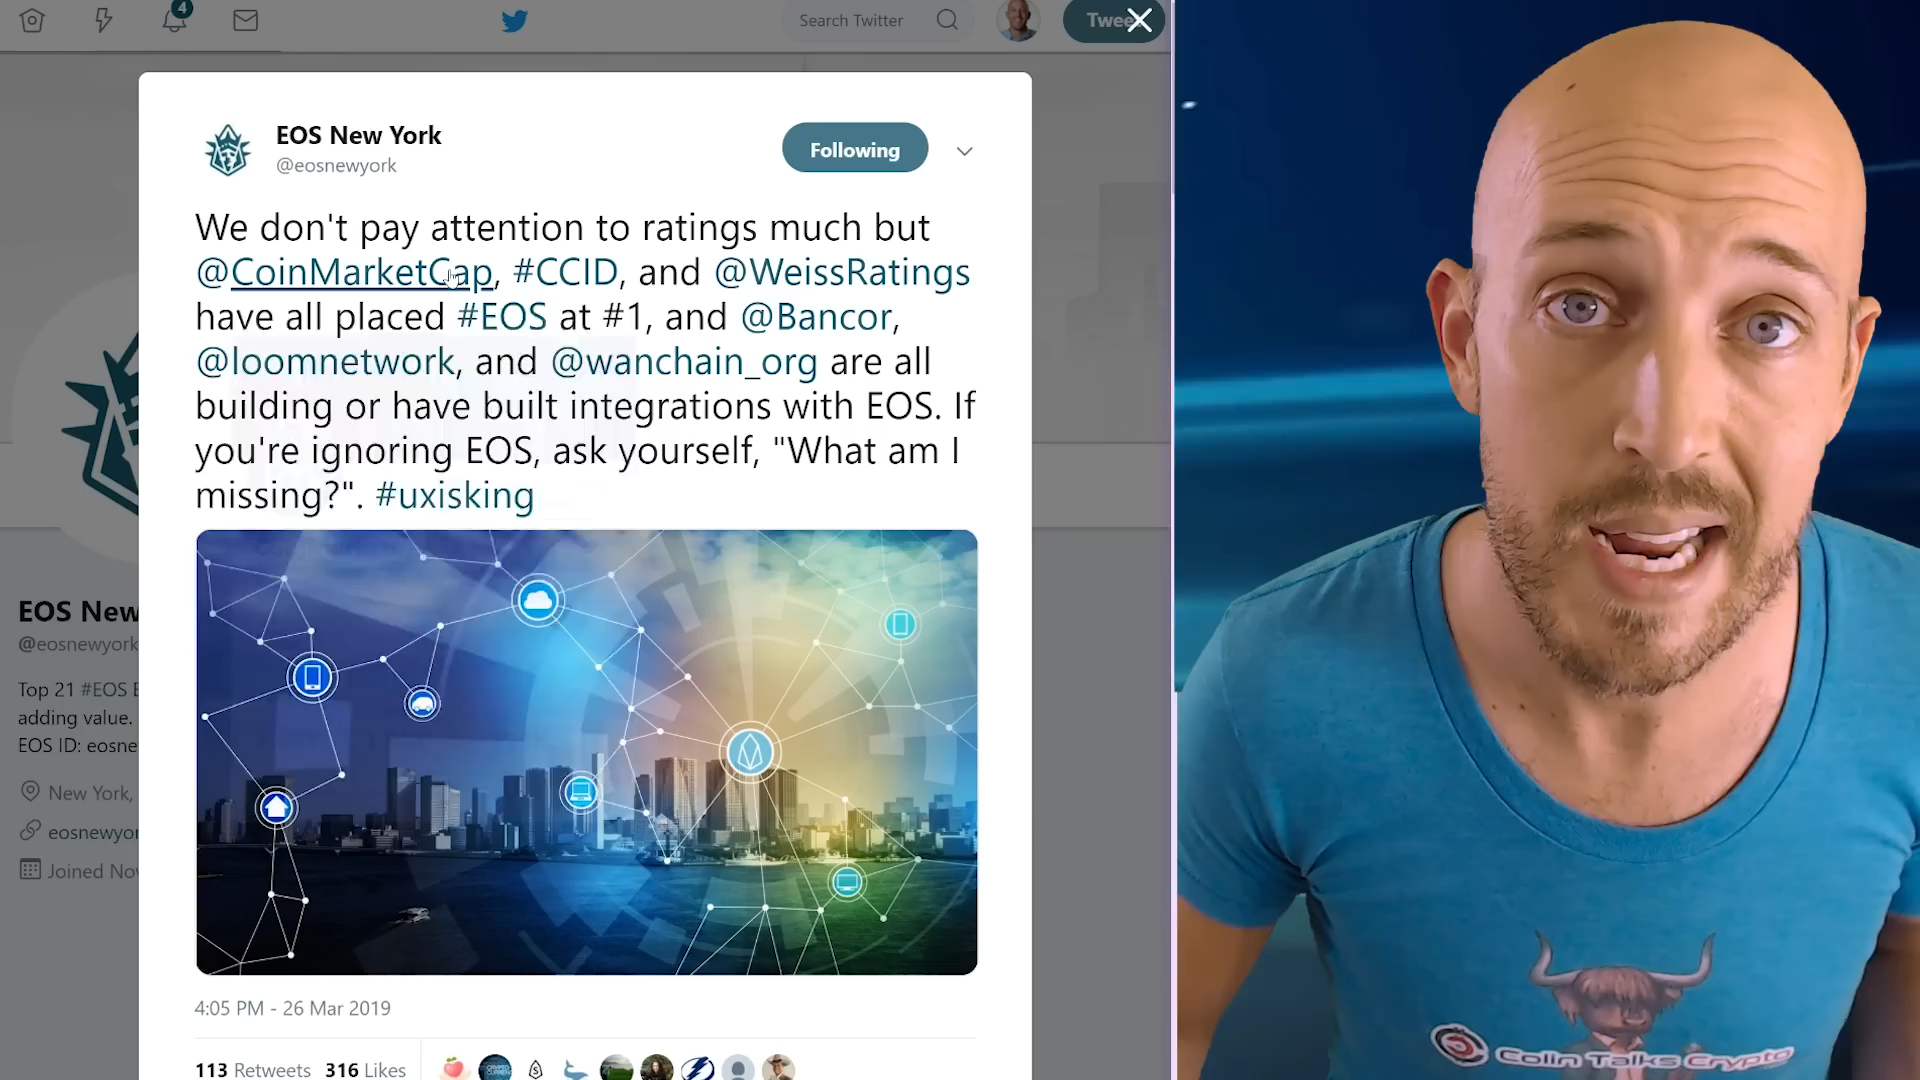 4
Search Twitter
EOS New York
@eosnewyork
Following
We don't pay attention to ratings much but
@CoinMarketCap, #CCID, and @WeissRatings
have all placed #EOS at #1, and @Bancor,
@loomnetwork, and @wanchain_org are all
building or have built integrations with EOS. If
you're ignoring EOS, ask yourself, "What am I
missing?". #uxisking
4:05 PM - 26 Mar 2019
113 Retweets 316 Likes
EOS New
@eosnewyork
Top 21 #EOS
adding value.
EOS ID: eosne
New York,
eosnewyor
Joined Nov
Colin Talks Crypto